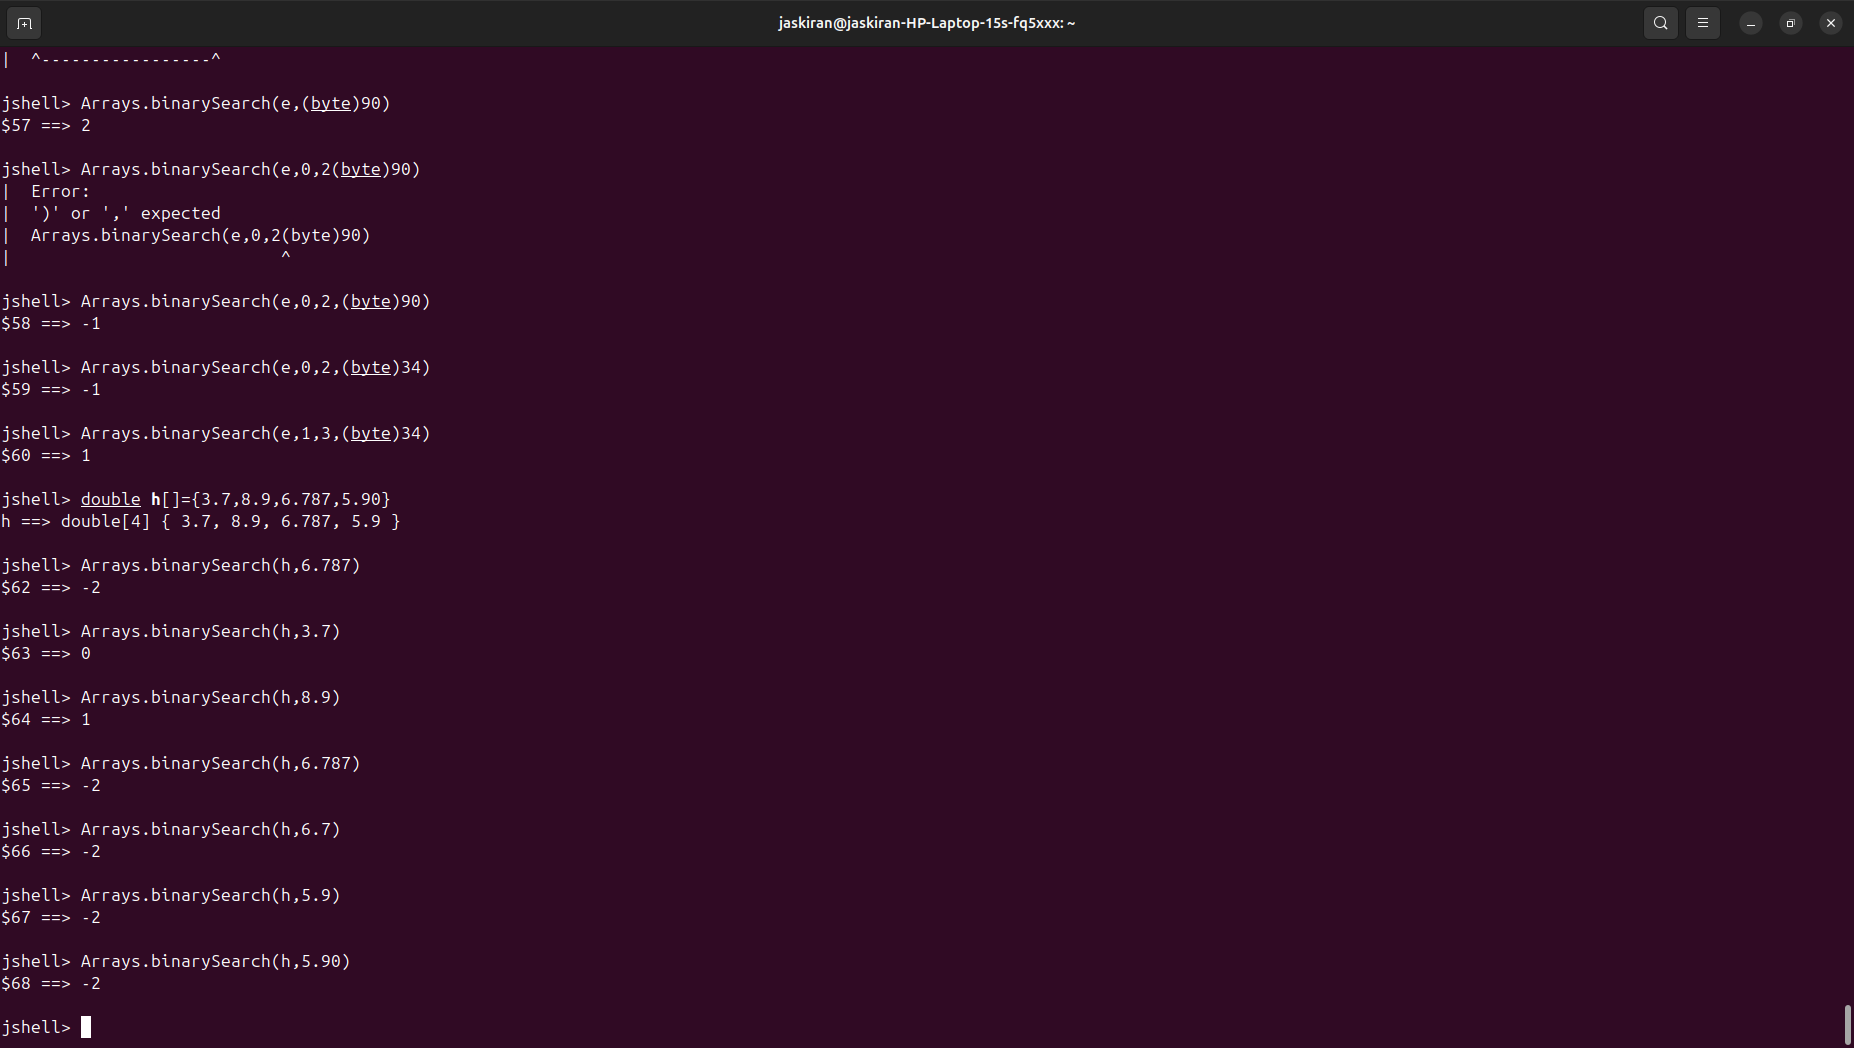 jaskiran@jaskiran-HP-Laptop-15s-fq5xxx: ~
|  ^-----------------^
jshell> Arrays.binarySearch(e,(byte)90)
$57 ==> 2
jshell> Arrays.binarySearch(e,0,2(byte)90)
|  Error:
|  ')' or ',' expected
|  Arrays.binarySearch(e,0,2(byte)90)
|                           ^
jshell> Arrays.binarySearch(e,0,2,(byte)90)
$58 ==> -1
jshell> Arrays.binarySearch(e,0,2,(byte)34)
$59 ==> -1
jshell> Arrays.binarySearch(e,1,3,(byte)34)
$60 ==> 1
jshell> double h[]={3.7,8.9,6.787,5.90}
h ==> double[4] { 3.7, 8.9, 6.787, 5.9 }
jshell> Arrays.binarySearch(h,6.787)
$62 ==> -2
jshell> Arrays.binarySearch(h,3.7)
$63 ==> 0
jshell> Arrays.binarySearch(h,8.9)
$64 ==> 1
jshell> Arrays.binarySearch(h,6.787)
$65 ==> -2
jshell> Arrays.binarySearch(h,6.7)
$66 ==> -2
jshell> Arrays.binarySearch(h,5.9)
$67 ==> -2
jshell> Arrays.binarySearch(h,5.90)
$68 ==> -2
jshell>